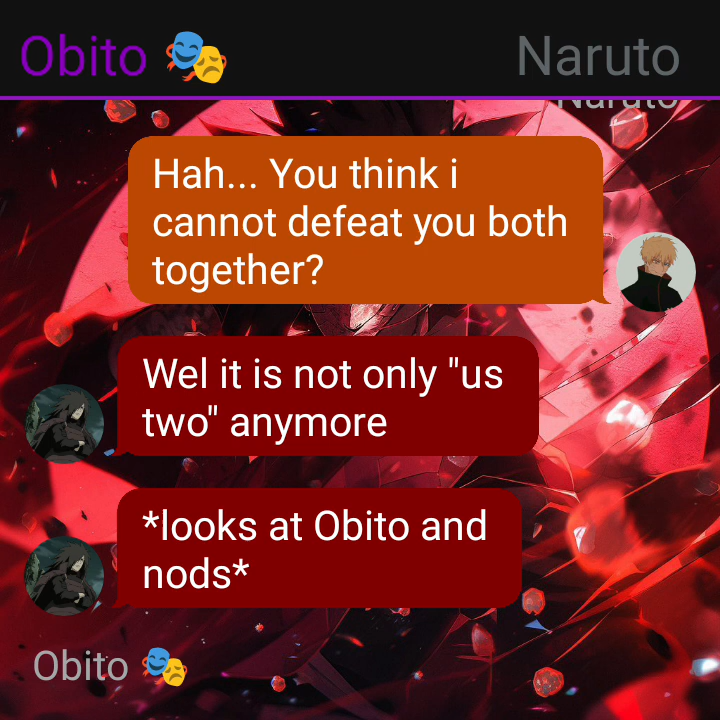 Obito 🎭 Naruto
Naruto
Hah... You think i
cannot defeat you both
together?
Wel it is not only "us
two" anymore
*looks at Obito and
nods*
Obito 🎭